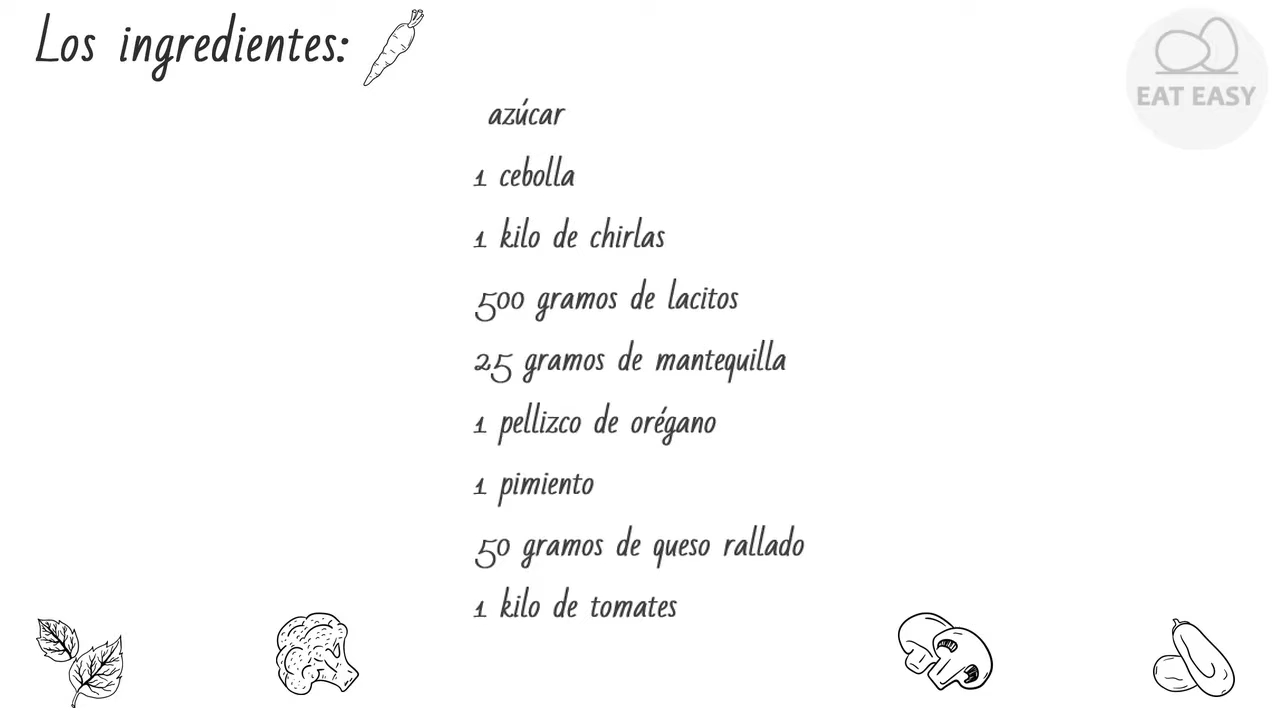 Los ingredientes:
EAT EASY
azúcar
1 cebolla
1 kilo de chirlas
500 gramos de lacitos
25 gramos de mantequilla
1 pellizco de orégano
1 pimiento
50 gramos de queso rallado
1 kilo de tomates